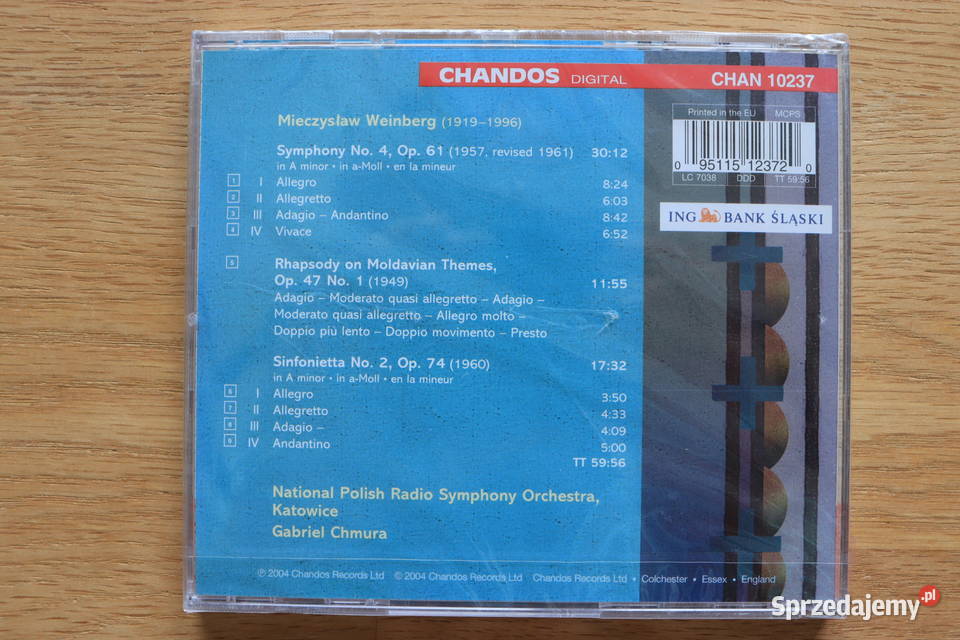 CHANDOS DIGITAL CHAN 10237
Printed in the EU MCPS
0 95115 12372 0
LC 7038 DDD TT 59:56
ING BANK ŚLĄSKI
Mieczysław Weinberg (1919–1996)
Symphony No. 4, Op. 61 (1957, revised 1961) 30:12
in A minor • in a-Moll • en la mineur
1 I Allegro 8:24
2 II Allegretto 6:03
3 III Adagio – Andantino 8:42
4 IV Vivace 6:52
5 Rhapsody on Moldavian Themes,
Op. 47 No. 1 (1949) 11:55
Adagio – Moderato quasi allegretto – Adagio –
Moderato quasi allegretto – Allegro molto –
Doppio più lento – Doppio movimento – Presto
Sinfonietta No. 2, Op. 74 (1960) 17:32
in A minor • in a-Moll • en la mineur
6 I Allegro 3:50
7 II Allegretto 4:33
8 III Adagio – 4:09
9 IV Andantino 5:00
TT 59:56
National Polish Radio Symphony Orchestra,
Katowice
Gabriel Chmura
℗ 2004 Chandos Records Ltd © 2004 Chandos Records Ltd Chandos Records Ltd • Colchester • Essex • England
Sprzedajemy.pl